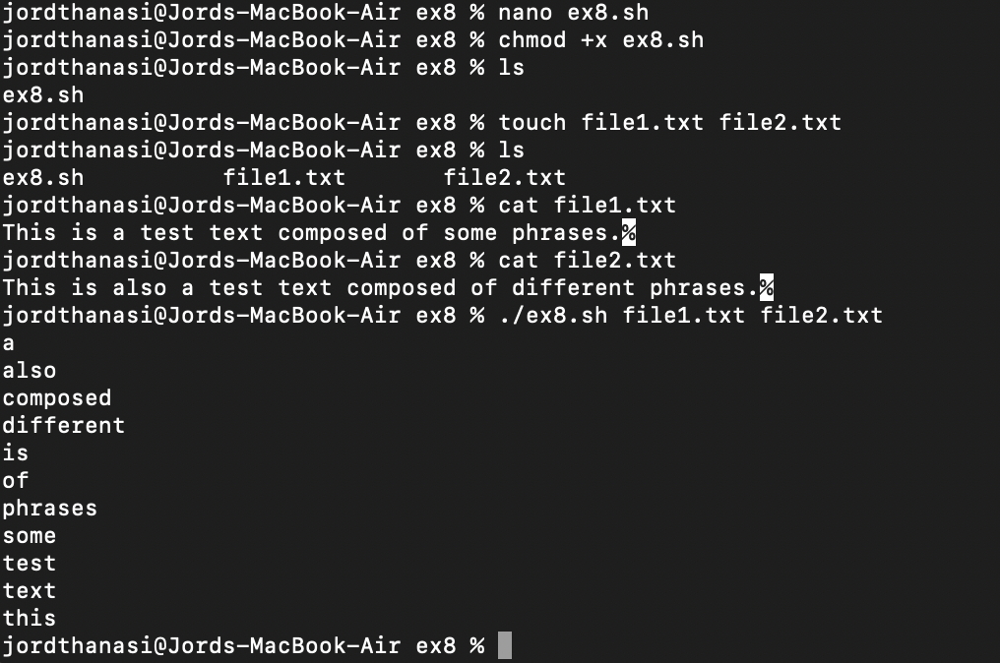 jordthanasi@Jords-MacBook-Air ex8 % nano ex8.sh
jordthanasi@Jords-MacBook-Air ex8 % chmod +x ex8.sh
jordthanasi@Jords-MacBook-Air ex8 % ls
ex8.sh
jordthanasi@Jords-MacBook-Air ex8 % touch file1.txt file2.txt
jordthanasi@Jords-MacBook-Air ex8 % ls
ex8.sh          file1.txt       file2.txt
jordthanasi@Jords-MacBook-Air ex8 % cat file1.txt
This is a test text composed of some phrases.%
jordthanasi@Jords-MacBook-Air ex8 % cat file2.txt
This is also a test text composed of different phrases.%
jordthanasi@Jords-MacBook-Air ex8 % ./ex8.sh file1.txt file2.txt
a
also
composed
different
is
of
phrases
some
test
text
this
jordthanasi@Jords-MacBook-Air ex8 %